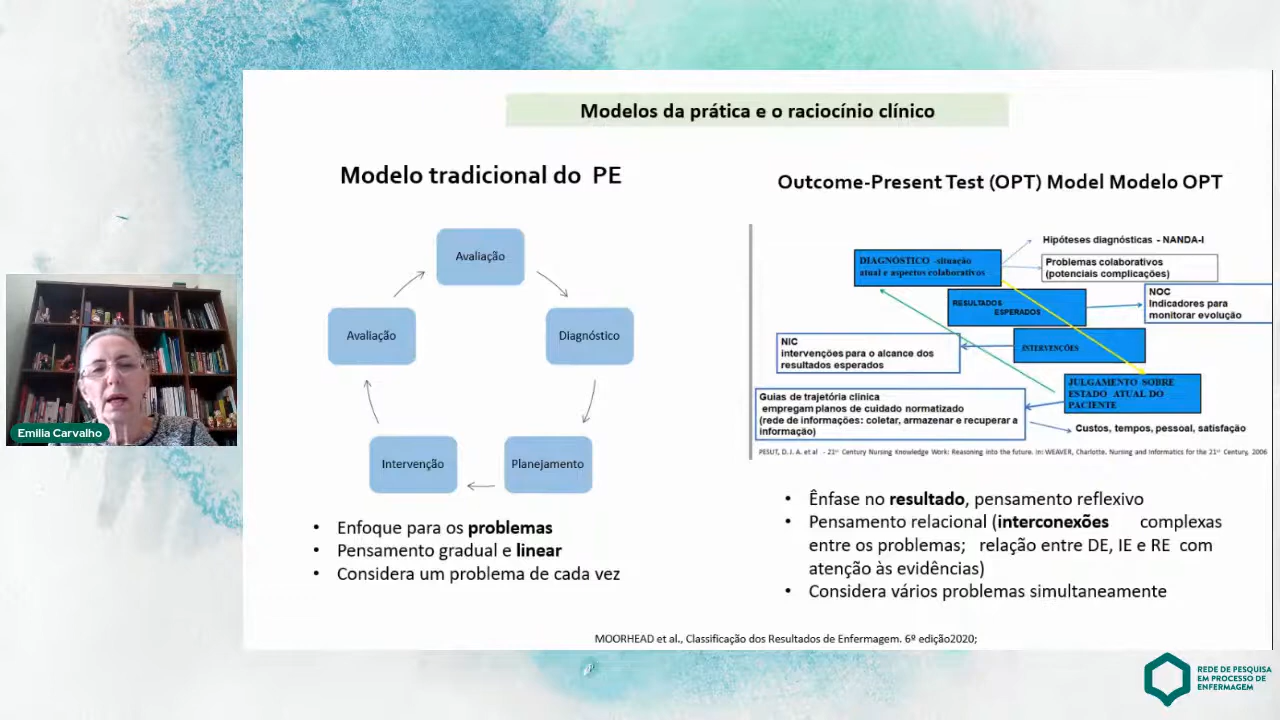 Modelos da prática e o raciocínio clínico
Modelo tradicional do PE
Avaliação
Diagnóstico
Planejamento
Intervenção
Avaliação
Enfoque para os problemas
Pensamento gradual e linear
Considera um problema de cada vez
Outcome-Present Test (OPT) Model Modelo OPT
DIAGNÓSTICO -situação
atual e aspectos colaborativos
Hipóteses diagnósticas - NANDA-I
Problemas colaborativos
(potenciais complicações)
RESULTADOS
ESPERADOS
NOC
Indicadores para
monitorar evolução
INTERVENÇÕES
NIC
intervenções para o alcance dos
resultados esperados
JULGAMENTO SOBRE
ESTADO ATUAL DO
PACIENTE
Guias de trajetória clínica
empregam planos de cuidado normatizado
(rede de informações: coletar, armazenar e recuperar a
informação)
Custos, tempos, pessoal, satisfação
PESUT, D. J. A. et al - 21st Century Nursing Knowledge Work: Reasoning into the future. In: WEAVER, Charlotte. Nursing and Informatics for the 21st Century, 2006
Ênfase no resultado, pensamento reflexivo
Pensamento relacional (interconexões complexas
entre os problemas; relação entre DE, IE e RE com
atenção às evidências)
Considera vários problemas simultaneamente
MOORHEAD et al., Classificação dos Resultados de Enfermagem. 6º edição2020;
Emilia Carvalho
REDE DE PESQUISA
EM PROCESSO DE
ENFERMAGEM